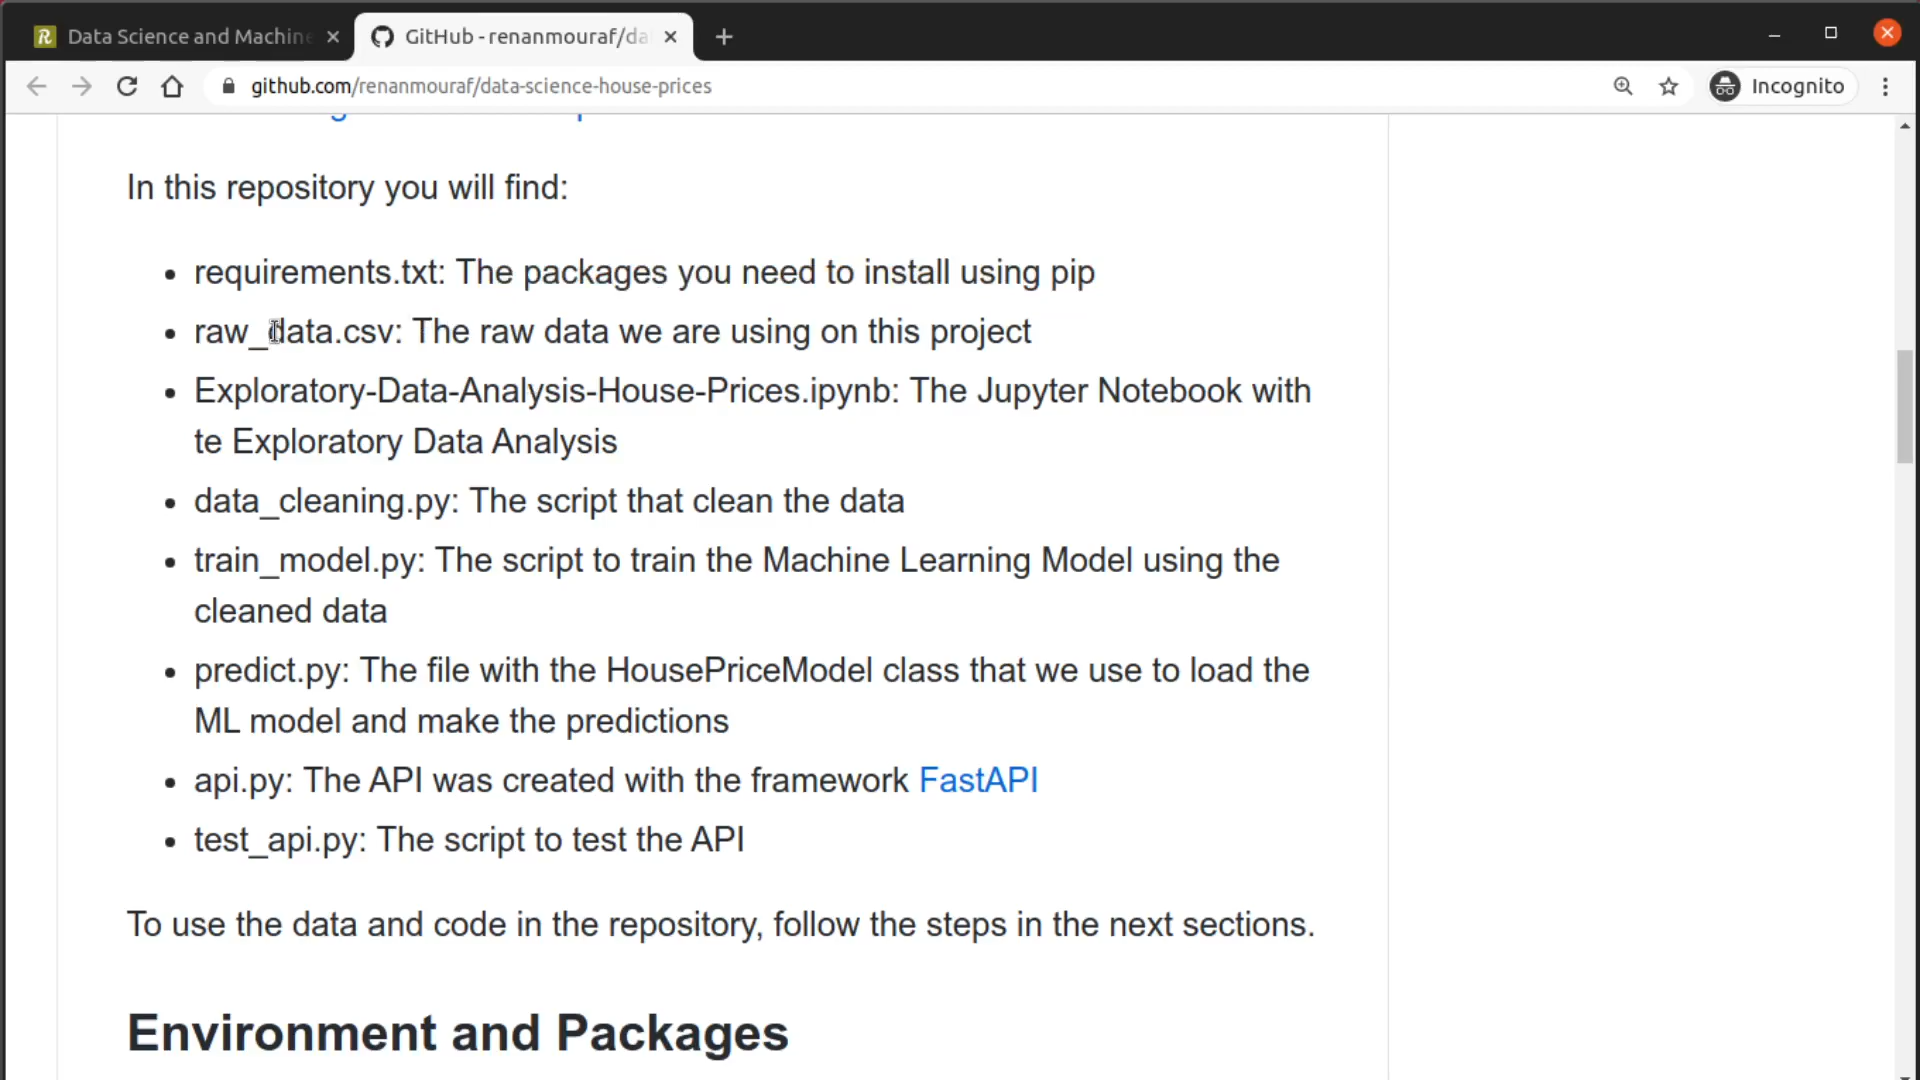 Data Science and Machine
GitHub - renanmouraf/da
github.com/renanmouraf/data-science-house-prices
Incognito
In this repository you will find:
requirements.txt: The packages you need to install using pip
raw_data.csv: The raw data we are using on this project
Exploratory-Data-Analysis-House-Prices.ipynb: The Jupyter Notebook with
te Exploratory Data Analysis
data_cleaning.py: The script that clean the data
train_model.py: The script to train the Machine Learning Model using the
cleaned data
predict.py: The file with the HousePriceModel class that we use to load the
ML model and make the predictions
api.py: The API was created with the framework FastAPI
test_api.py: The script to test the API
To use the data and code in the repository, follow the steps in the next sections.
Environment and Packages